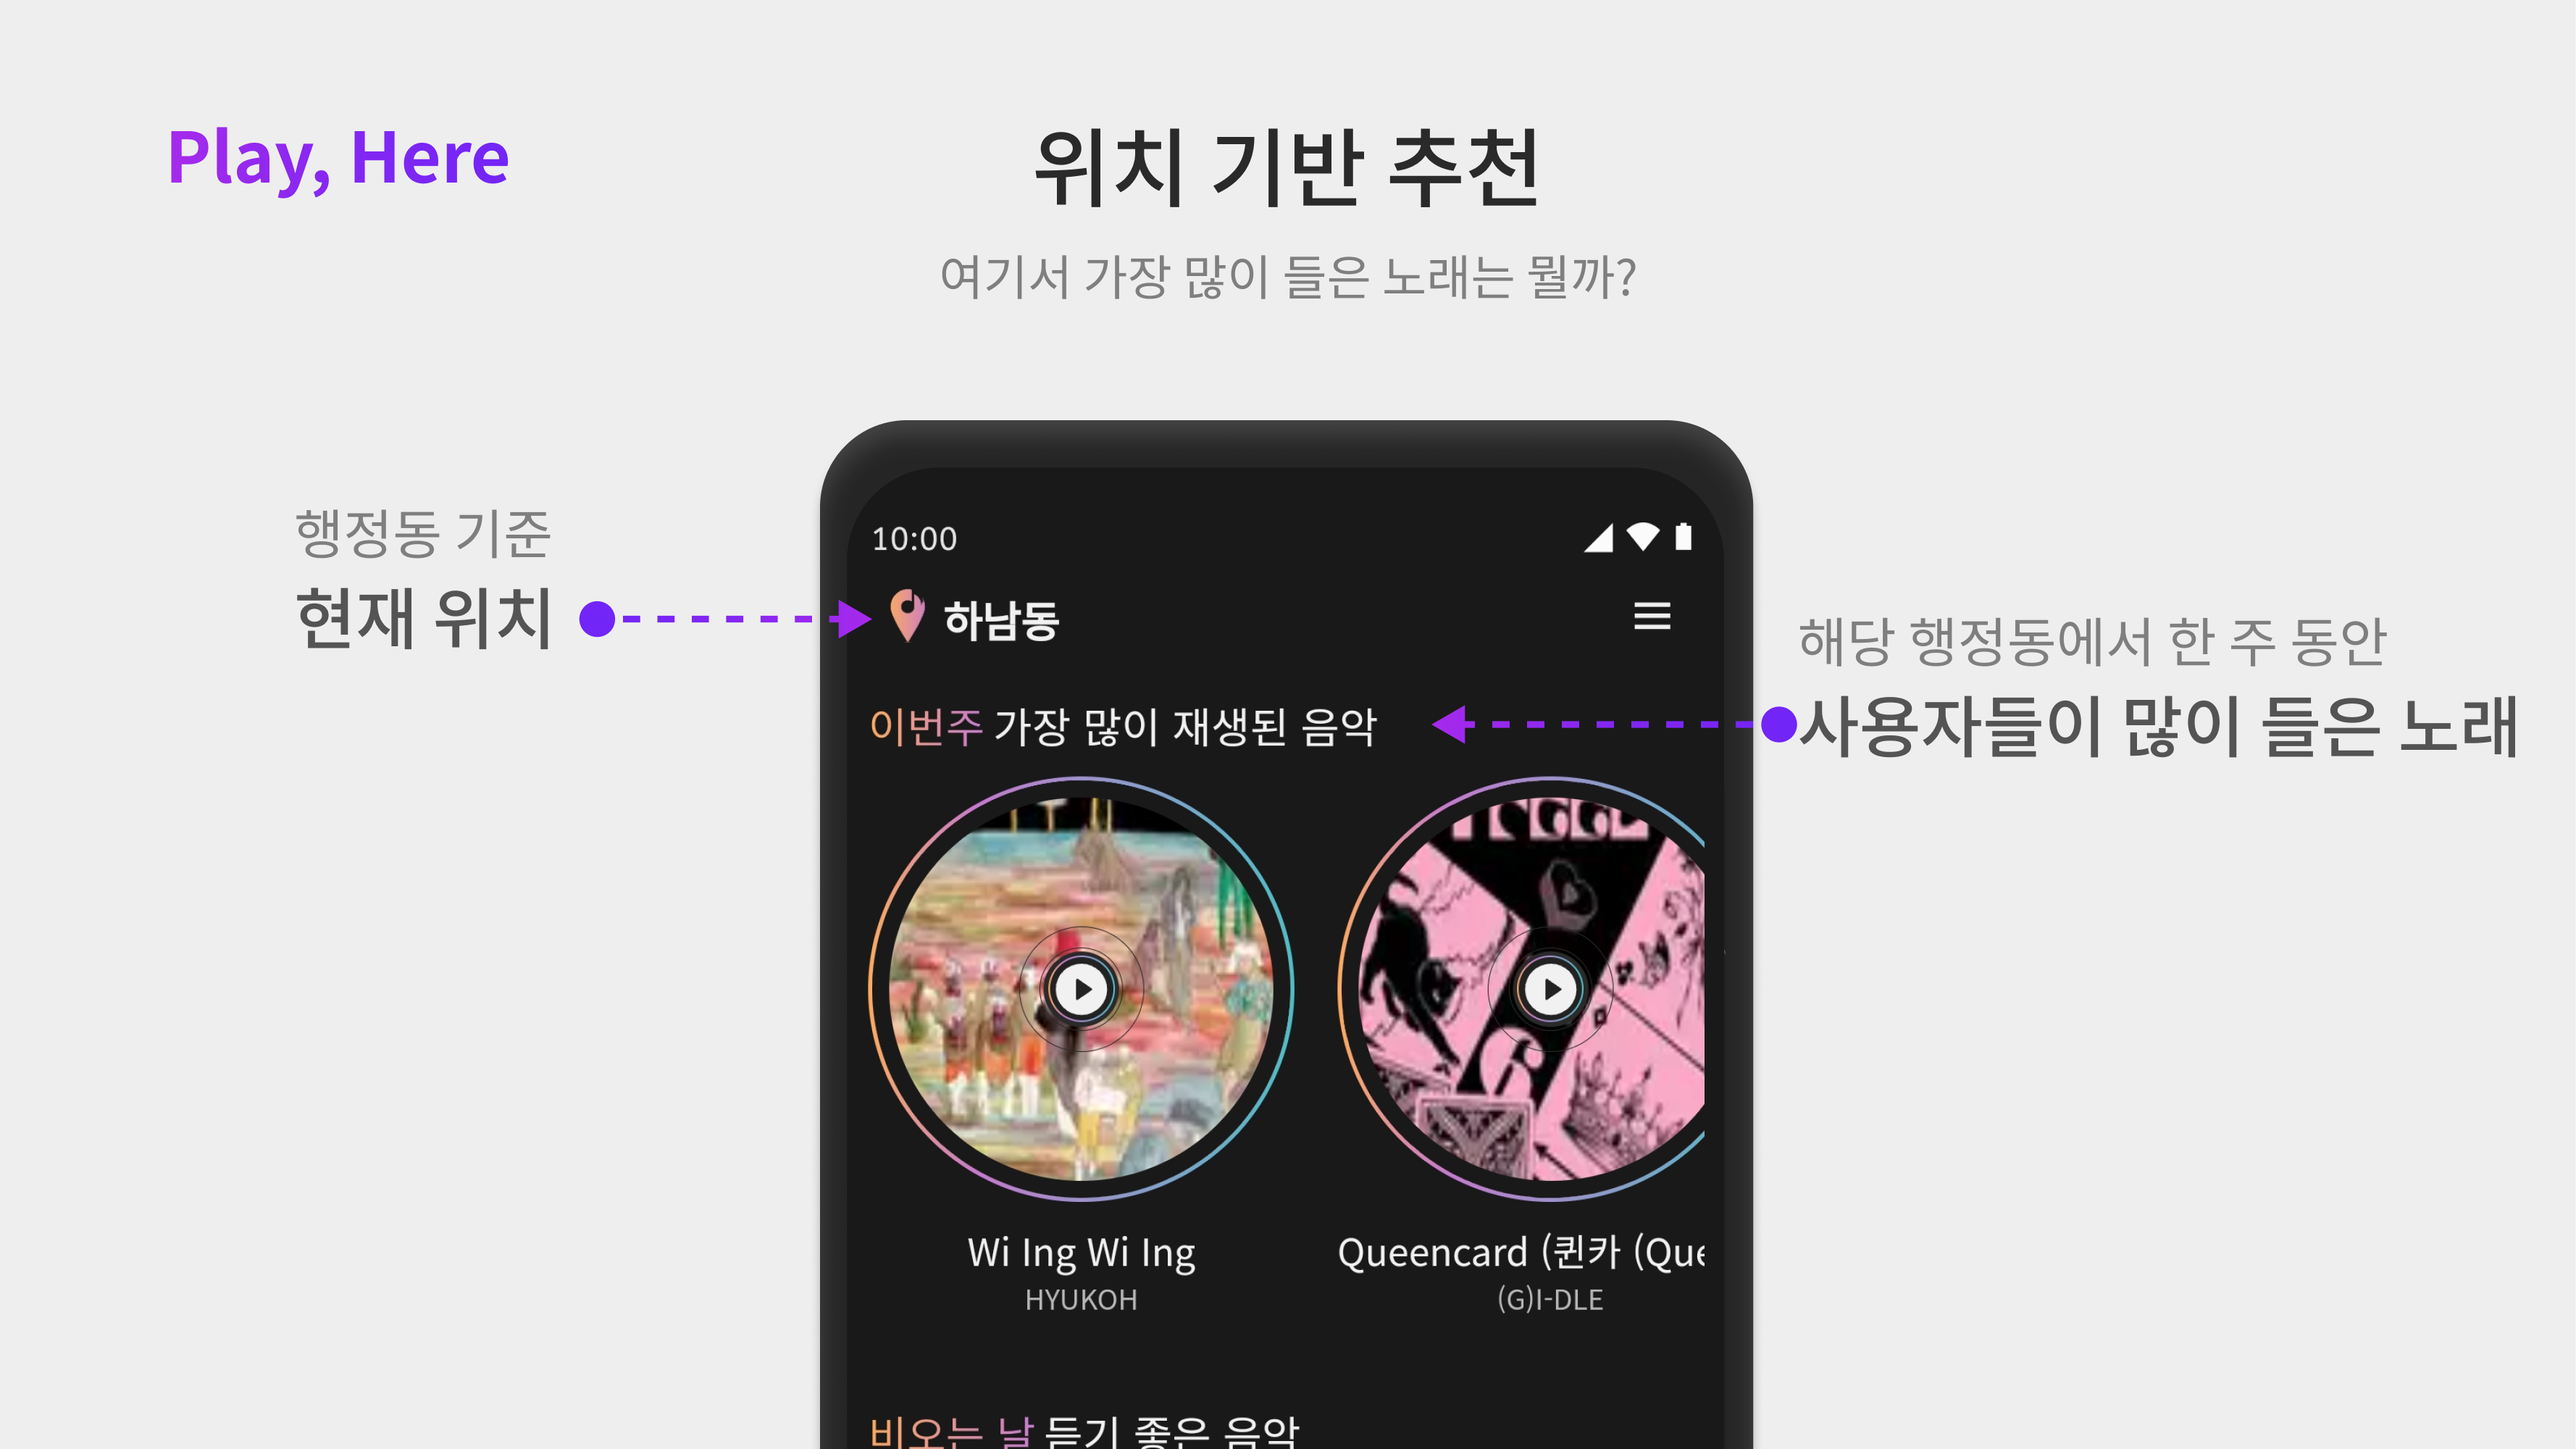 Play, Here
위치 기반 추천
여기서 가장 많이 들은 노래는 뭘까?
행정동 기준
현재 위치
10:00
하남동
해당 행정동에서 한 주 동안
사용자들이 많이 들은 노래
이번주 가장 많이 재생된 음악
Wi Ing Wi Ing
HYUKOH
Queencard (퀸카 (Que
(G)I-DLE
비오는 날 듣기 좋은 음악